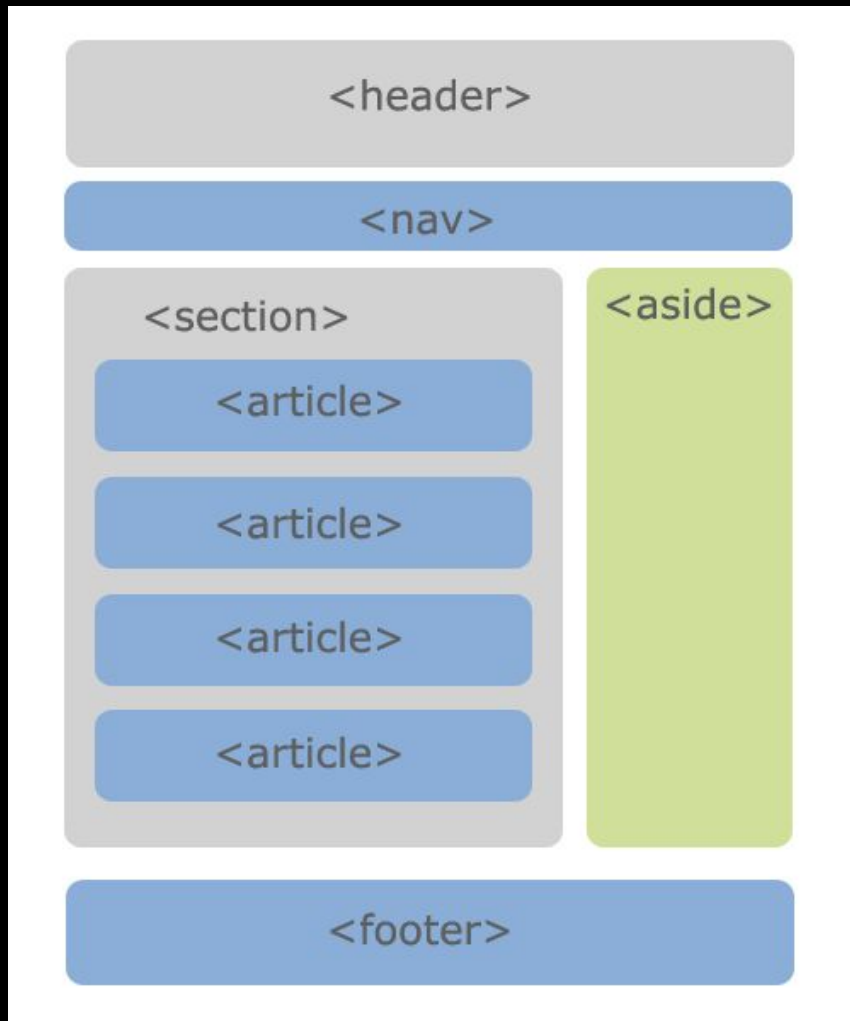 <header>
<nav>
<section>
<article>
<article>
<article>
<article>
<aside>
<footer>